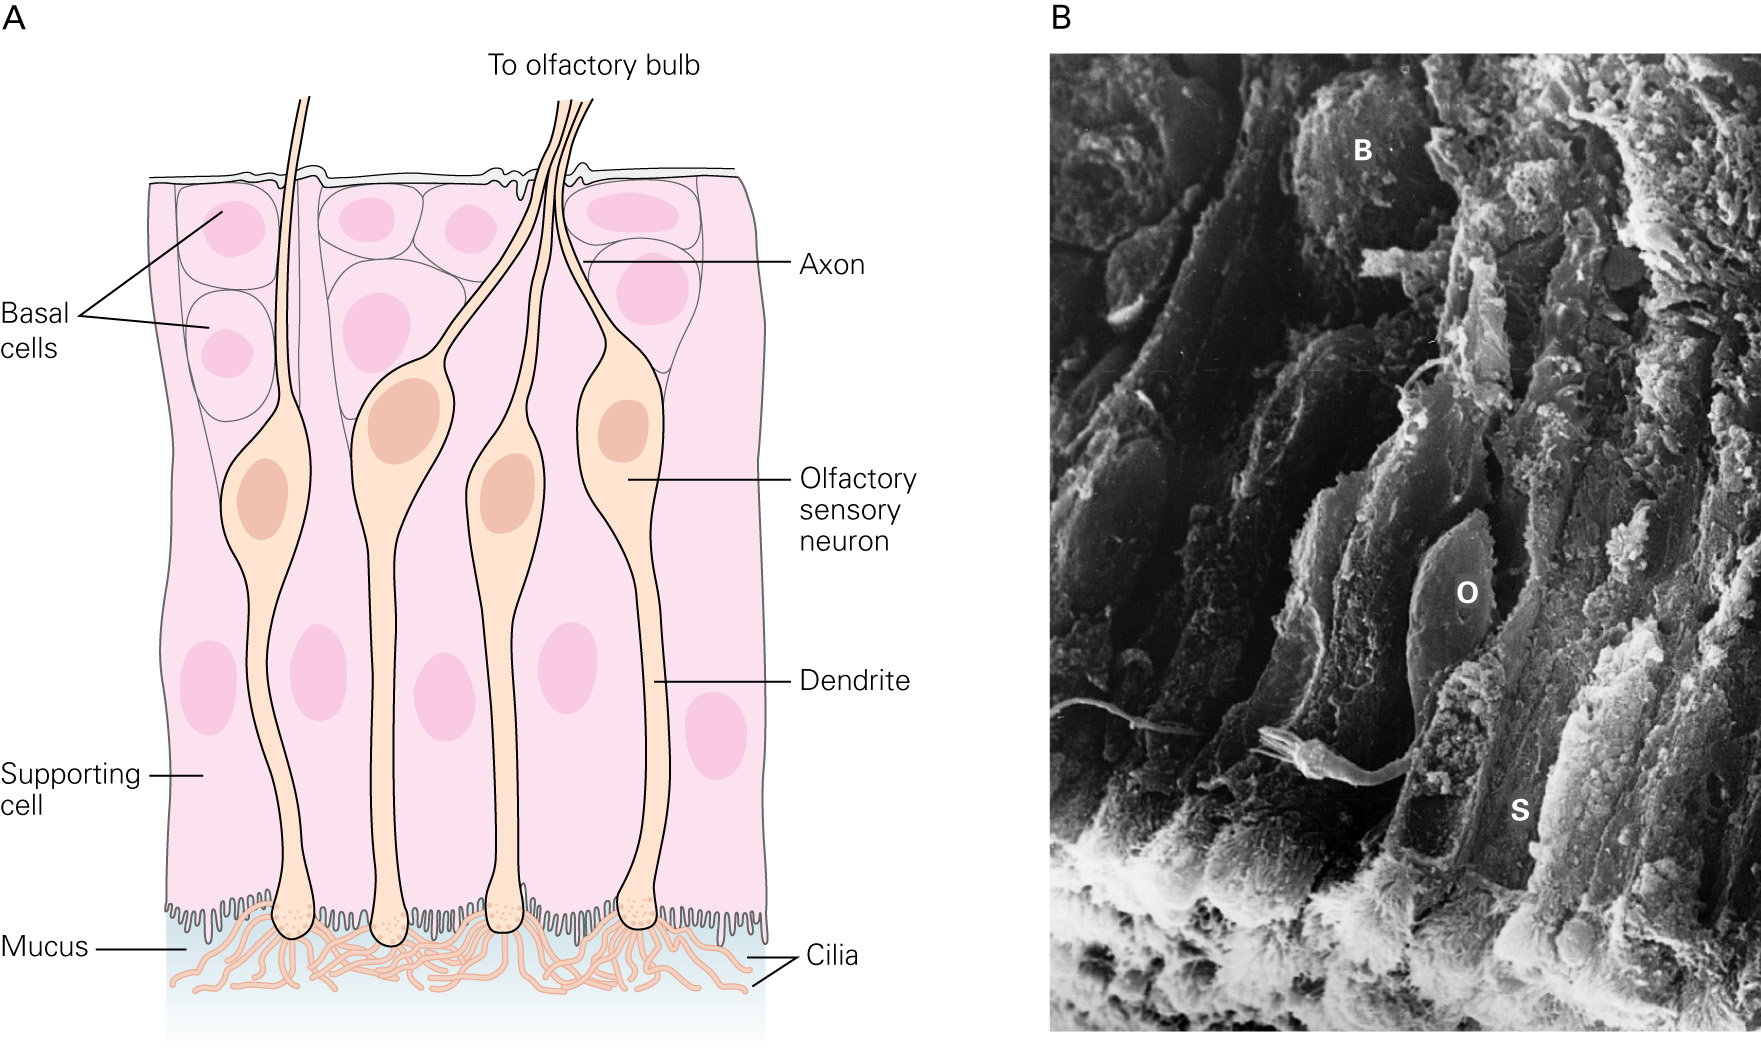 A
To olfactory bulb
Basal
cells
Axon
Olfactory
sensory
neuron
Dendrite
Supporting
cell
Mucus
Cilia
B
B
O
S